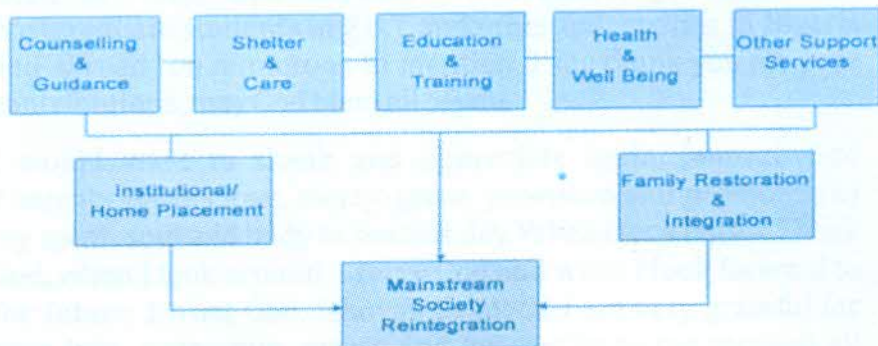 Counselling
&
Guidance
Shelter
&
Care
Education
&
Training
Health
&
Well Being
Other Support
Services
Institutional/
Home Placement
Family Restoration
&
Integration
Mainstream
Society
Reintegration